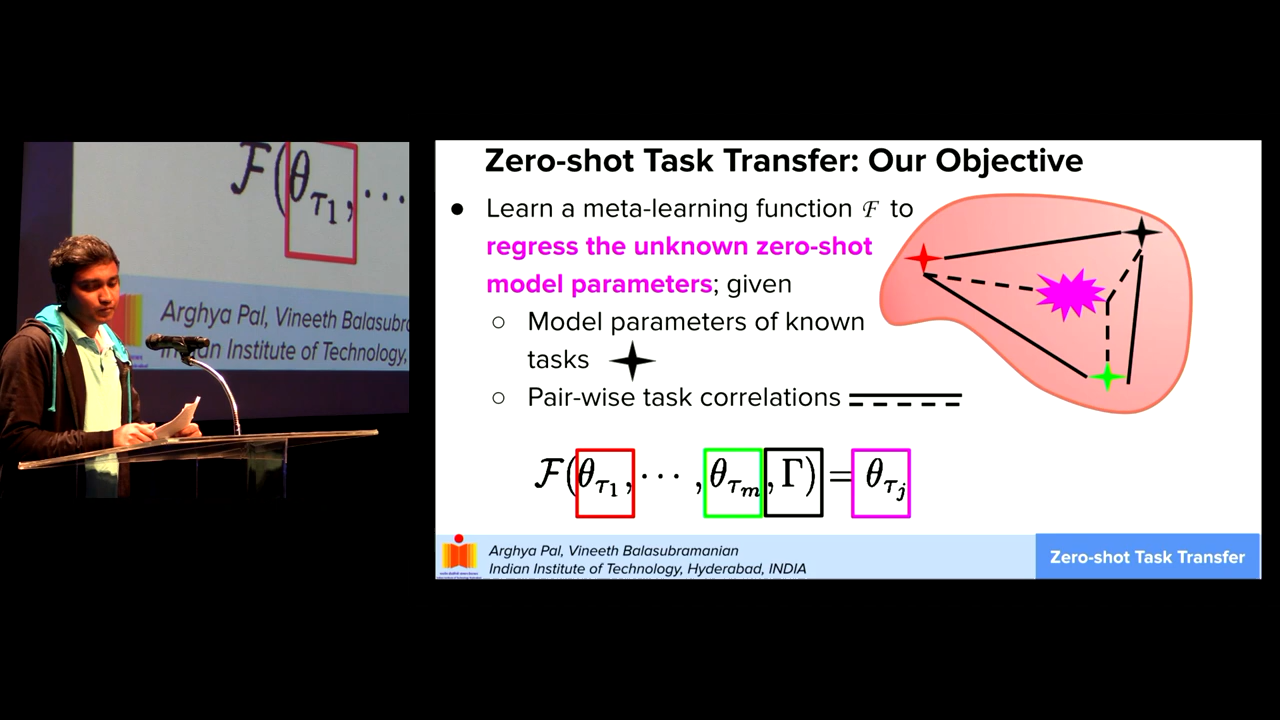 F(θτ1, ...
Arghya Pal, Vineeth Balasubra
Indian Institute of Technology,
Zero-shot Task Transfer: Our Objective
● Learn a meta-learning function ℱ to
regress the unknown zero-shot
model parameters; given
○ Model parameters of known
tasks
○ Pair-wise task correlations
ℱ(θτ1, ⋯ , θτm, Γ) = θτj
Arghya Pal, Vineeth Balasubramanian
Indian Institute of Technology, Hyderabad, INDIA
Zero-shot Task Transfer